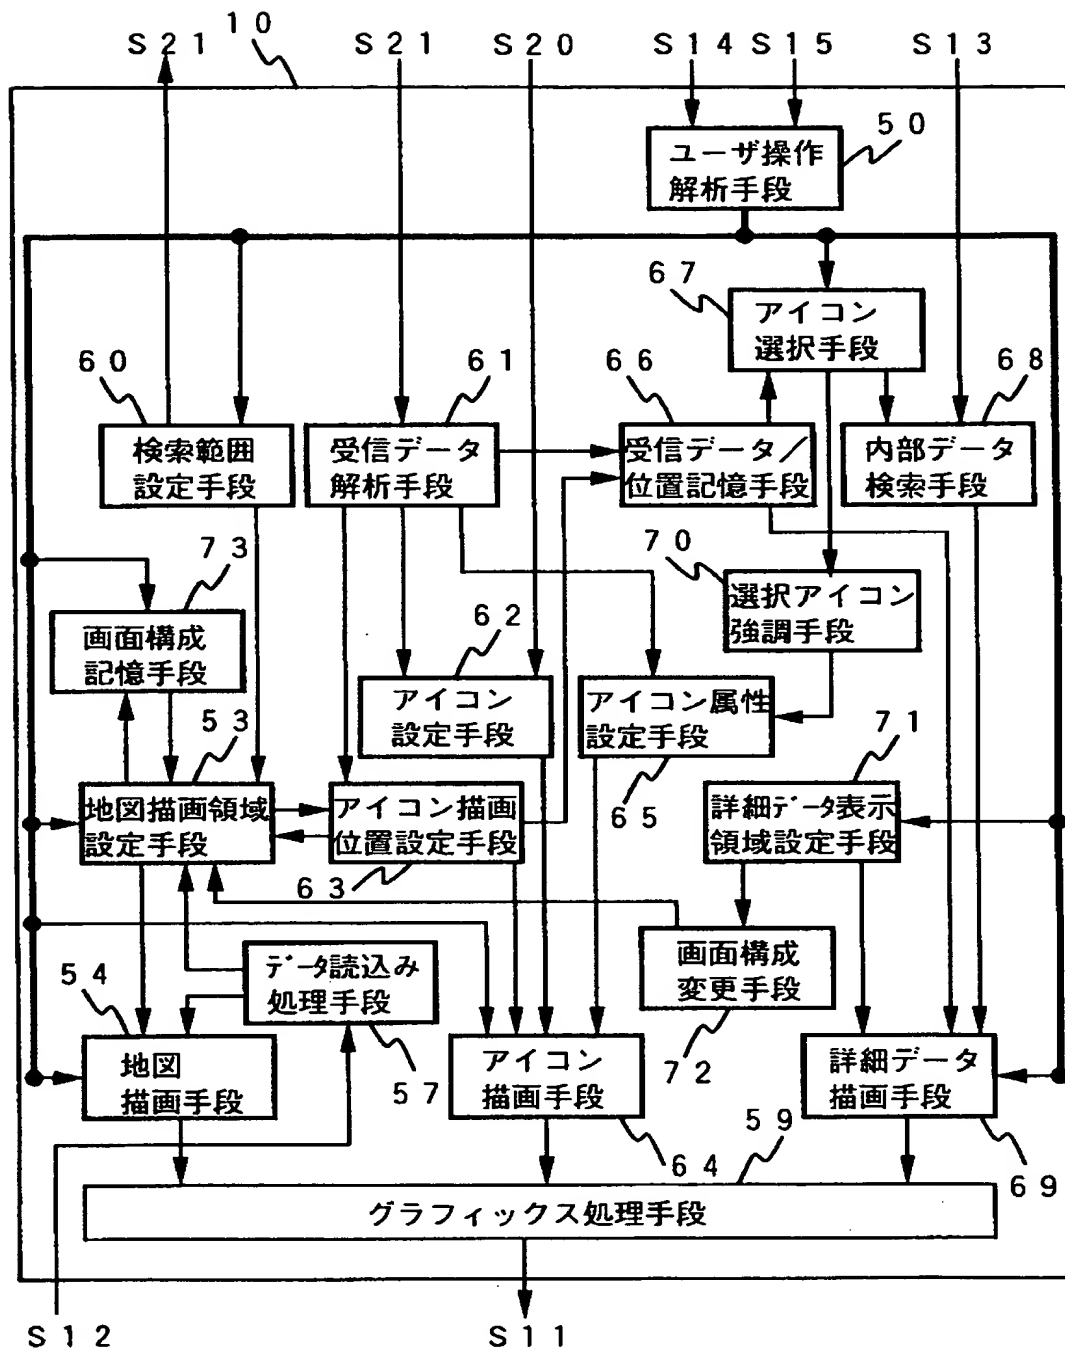 10
S21 S21 S20 S14 S15 S13
50
ユーザ操作
解析手段
67
アイコン
選択手段
60
検索範囲
設定手段
61
受信データ
解析手段
66
受信データ/
位置記憶手段
68
内部データ
検索手段
73
画面構成
記憶手段
62
アイコン
設定手段
70
選択アイコン
強調手段
アイコン属性
設定手段
65
53
地図描画領域
設定手段
アイコン描画
位置設定手段
63
71
詳細データ表示
領域設定手段
54
地図
描画手段
データ読込み
処理手段
57
アイコン
描画手段
64
画面構成
変更手段
72
詳細データ
描画手段
69
59
グラフィックス処理手段
S12
S11